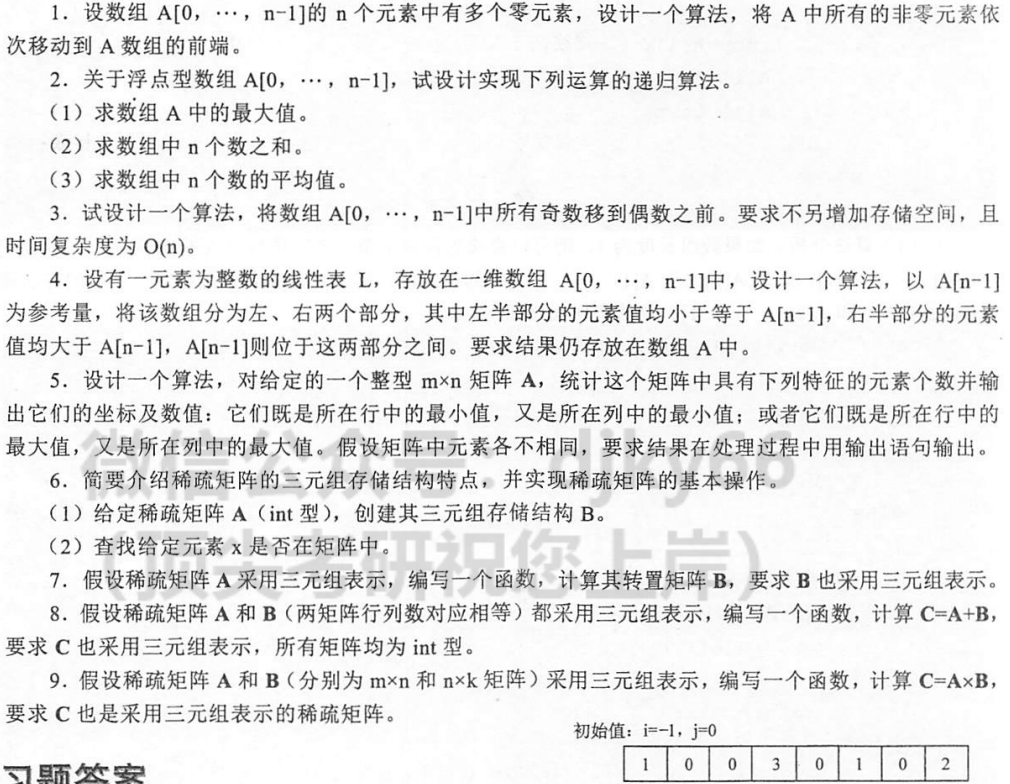 1．设数组 A[0，…，n-1]的 n 个元素中有多个零元素，设计一个算法，将 A 中所有的非零元素依
次移动到 A 数组的前端。
2．关于浮点型数组 A[0，…，n-1]，试设计实现下列运算的递归算法。
（1）求数组 A 中的最大值。
（2）求数组中 n 个数之和。
（3）求数组中 n 个数的平均值。
3．试设计一个算法，将数组 A[0，…，n-1]中所有奇数移到偶数之前。要求不另增加存储空间，且
时间复杂度为 O(n)。
4．设有一元素为整数的线性表 L，存放在一维数组 A[0，…，n-1]中，设计一个算法，以 A[n-1]
为参考量，将该数组分为左、右两个部分，其中左半部分的元素值均小于等于 A[n-1]，右半部分的元素
值均大于 A[n-1]，A[n-1]则位于这两部分之间。要求结果仍存放在数组 A 中。
5．设计一个算法，对给定的一个整型 m×n 矩阵 A，统计这个矩阵中具有下列特征的元素个数并输
出它们的坐标及数值：它们既是所在行中的最小值，又是所在列中的最小值；或者它们既是所在行中的
最大值，又是所在列中的最大值。假设矩阵中元素各不相同，要求结果在处理过程中用输出语句输出。
微信公众号：djky66
6．简要介绍稀疏矩阵的三元组存储结构特点，并实现稀疏矩阵的基本操作。
（1）给定稀疏矩阵 A（int 型），创建其三元组存储结构 B。
（2）查找给定元素 x 是否在矩阵中。
（顶尖考研祝您上岸）
7．假设稀疏矩阵 A 采用三元组表示，编写一个函数，计算其转置矩阵 B，要求 B 也采用三元组表示。
8．假设稀疏矩阵 A 和 B（两矩阵行列数对应相等）都采用三元组表示，编写一个函数，计算 C=A+B，
要求 C 也采用三元组表示，所有矩阵均为 int 型。
9．假设稀疏矩阵 A 和 B（分别为 m×n 和 n×k 矩阵）采用三元组表示，编写一个函数，计算 C=A×B，
要求 C 也是采用三元组表示的稀疏矩阵。
初始值：i=-1，j=0
1 0 0 3 0 1 0 2
习题答案